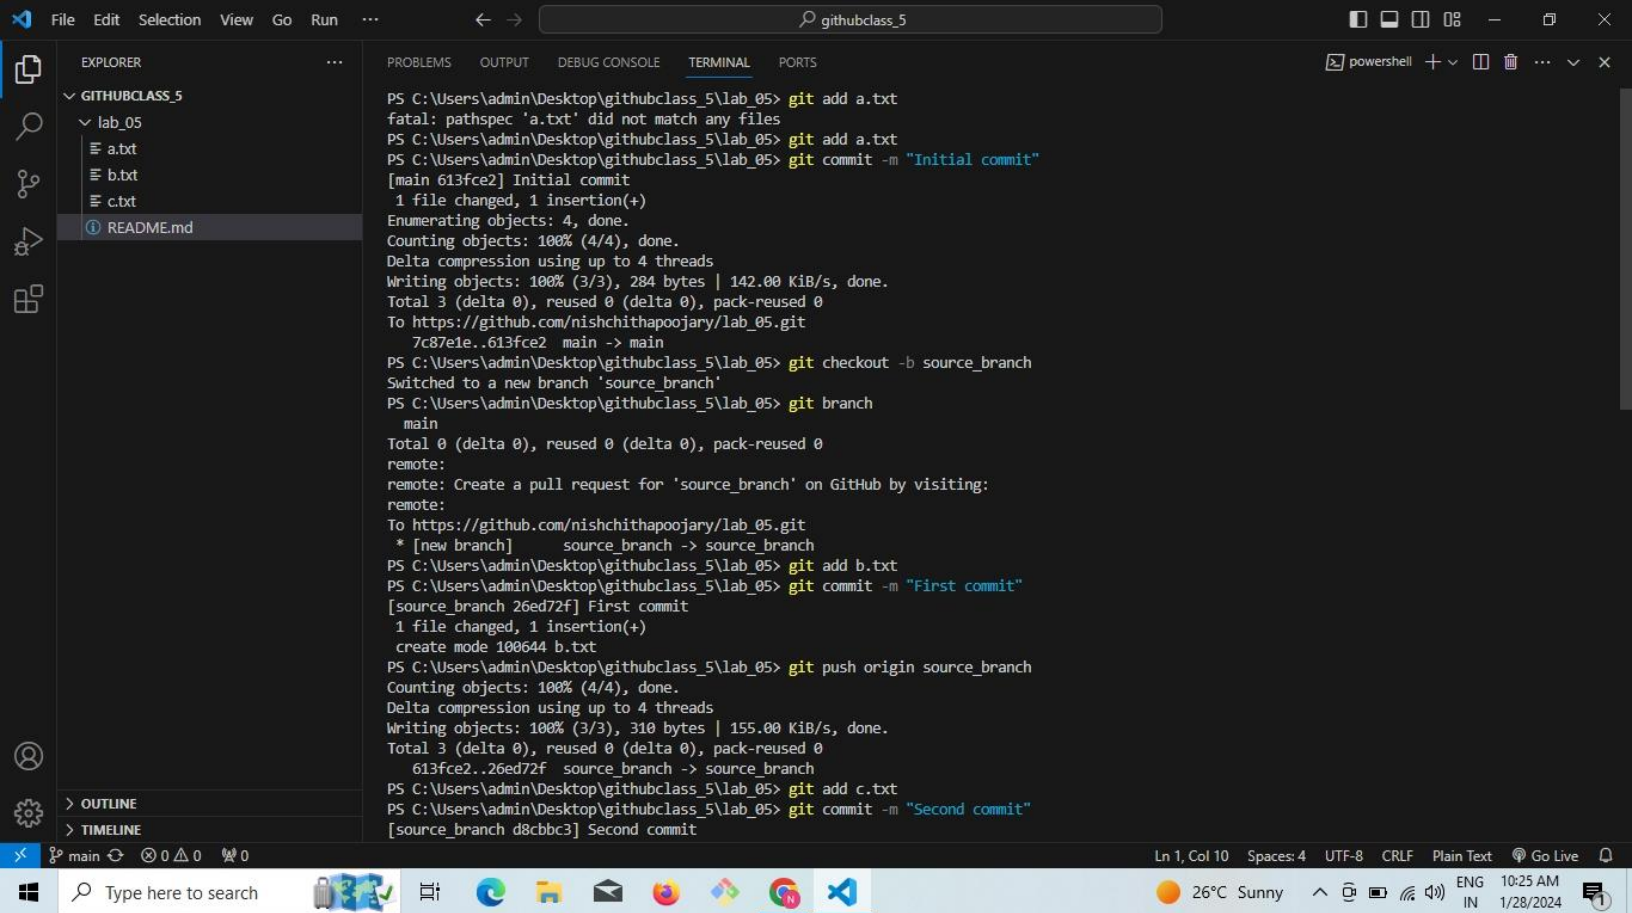 File Edit Selection View Go Run ··· githubclass_5
EXPLORER ···
GITHUBCLASS_5
lab_05
a.txt
b.txt
c.txt
README.md
OUTLINE
TIMELINE
PROBLEMS OUTPUT DEBUG CONSOLE TERMINAL PORTS
powershell
PS C:\Users\admin\Desktop\githubclass_5\lab_05> git add a.txt
fatal: pathspec 'a.txt' did not match any files
PS C:\Users\admin\Desktop\githubclass_5\lab_05> git add a.txt
PS C:\Users\admin\Desktop\githubclass_5\lab_05> git commit -m "Initial commit"
[main 613fce2] Initial commit
1 file changed, 1 insertion(+)
Enumerating objects: 4, done.
Counting objects: 100% (4/4), done.
Delta compression using up to 4 threads
Writing objects: 100% (3/3), 284 bytes | 142.00 KiB/s, done.
Total 3 (delta 0), reused 0 (delta 0), pack-reused 0
To https://github.com/nishchithapoojary/lab_05.git
7c87e1e..613fce2 main -> main
PS C:\Users\admin\Desktop\githubclass_5\lab_05> git checkout -b source_branch
Switched to a new branch 'source_branch'
PS C:\Users\admin\Desktop\githubclass_5\lab_05> git branch
main
Total 0 (delta 0), reused 0 (delta 0), pack-reused 0
remote:
remote: Create a pull request for 'source_branch' on GitHub by visiting:
remote:
To https://github.com/nishchithapoojary/lab_05.git
* [new branch] source_branch -> source_branch
PS C:\Users\admin\Desktop\githubclass_5\lab_05> git add b.txt
PS C:\Users\admin\Desktop\githubclass_5\lab_05> git commit -m "First commit"
[source_branch 26ed72f] First commit
1 file changed, 1 insertion(+)
create mode 100644 b.txt
PS C:\Users\admin\Desktop\githubclass_5\lab_05> git push origin source_branch
Counting objects: 100% (4/4), done.
Delta compression using up to 4 threads
Writing objects: 100% (3/3), 310 bytes | 155.00 KiB/s, done.
Total 3 (delta 0), reused 0 (delta 0), pack-reused 0
613fce2..26ed72f source_branch -> source_branch
PS C:\Users\admin\Desktop\githubclass_5\lab_05> git add c.txt
PS C:\Users\admin\Desktop\githubclass_5\lab_05> git commit -m "Second commit"
[source_branch d8cbbc3] Second commit
main 0 0 0 Ln 1, Col 10 Spaces: 4 UTF-8 CRLF Plain Text Go Live
Type here to search 26°C Sunny ENG IN 10:25 AM 1/28/2024 1